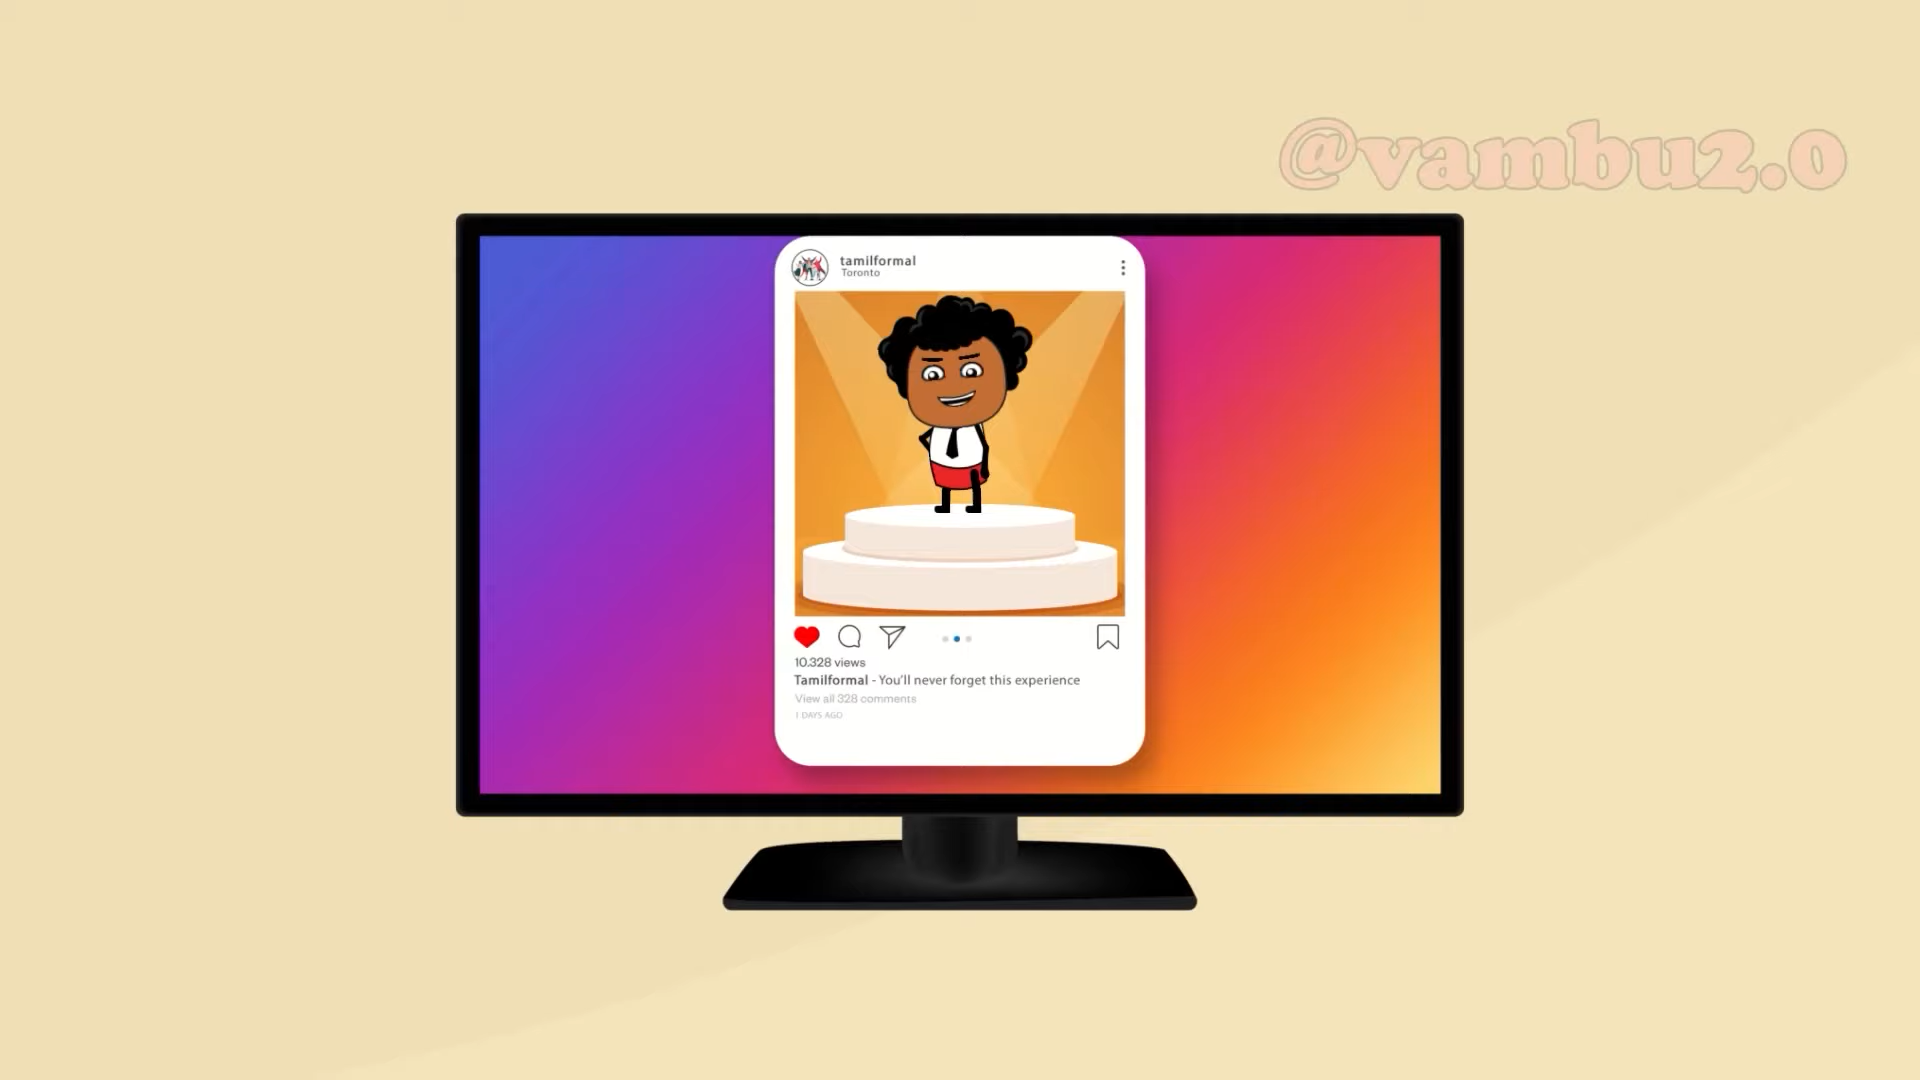 @vambu2.0
tamilformal
Toronto
10.328 views
Tamilformal - You'll never forget this experience
View all 328 comments
1 DAYS AGO